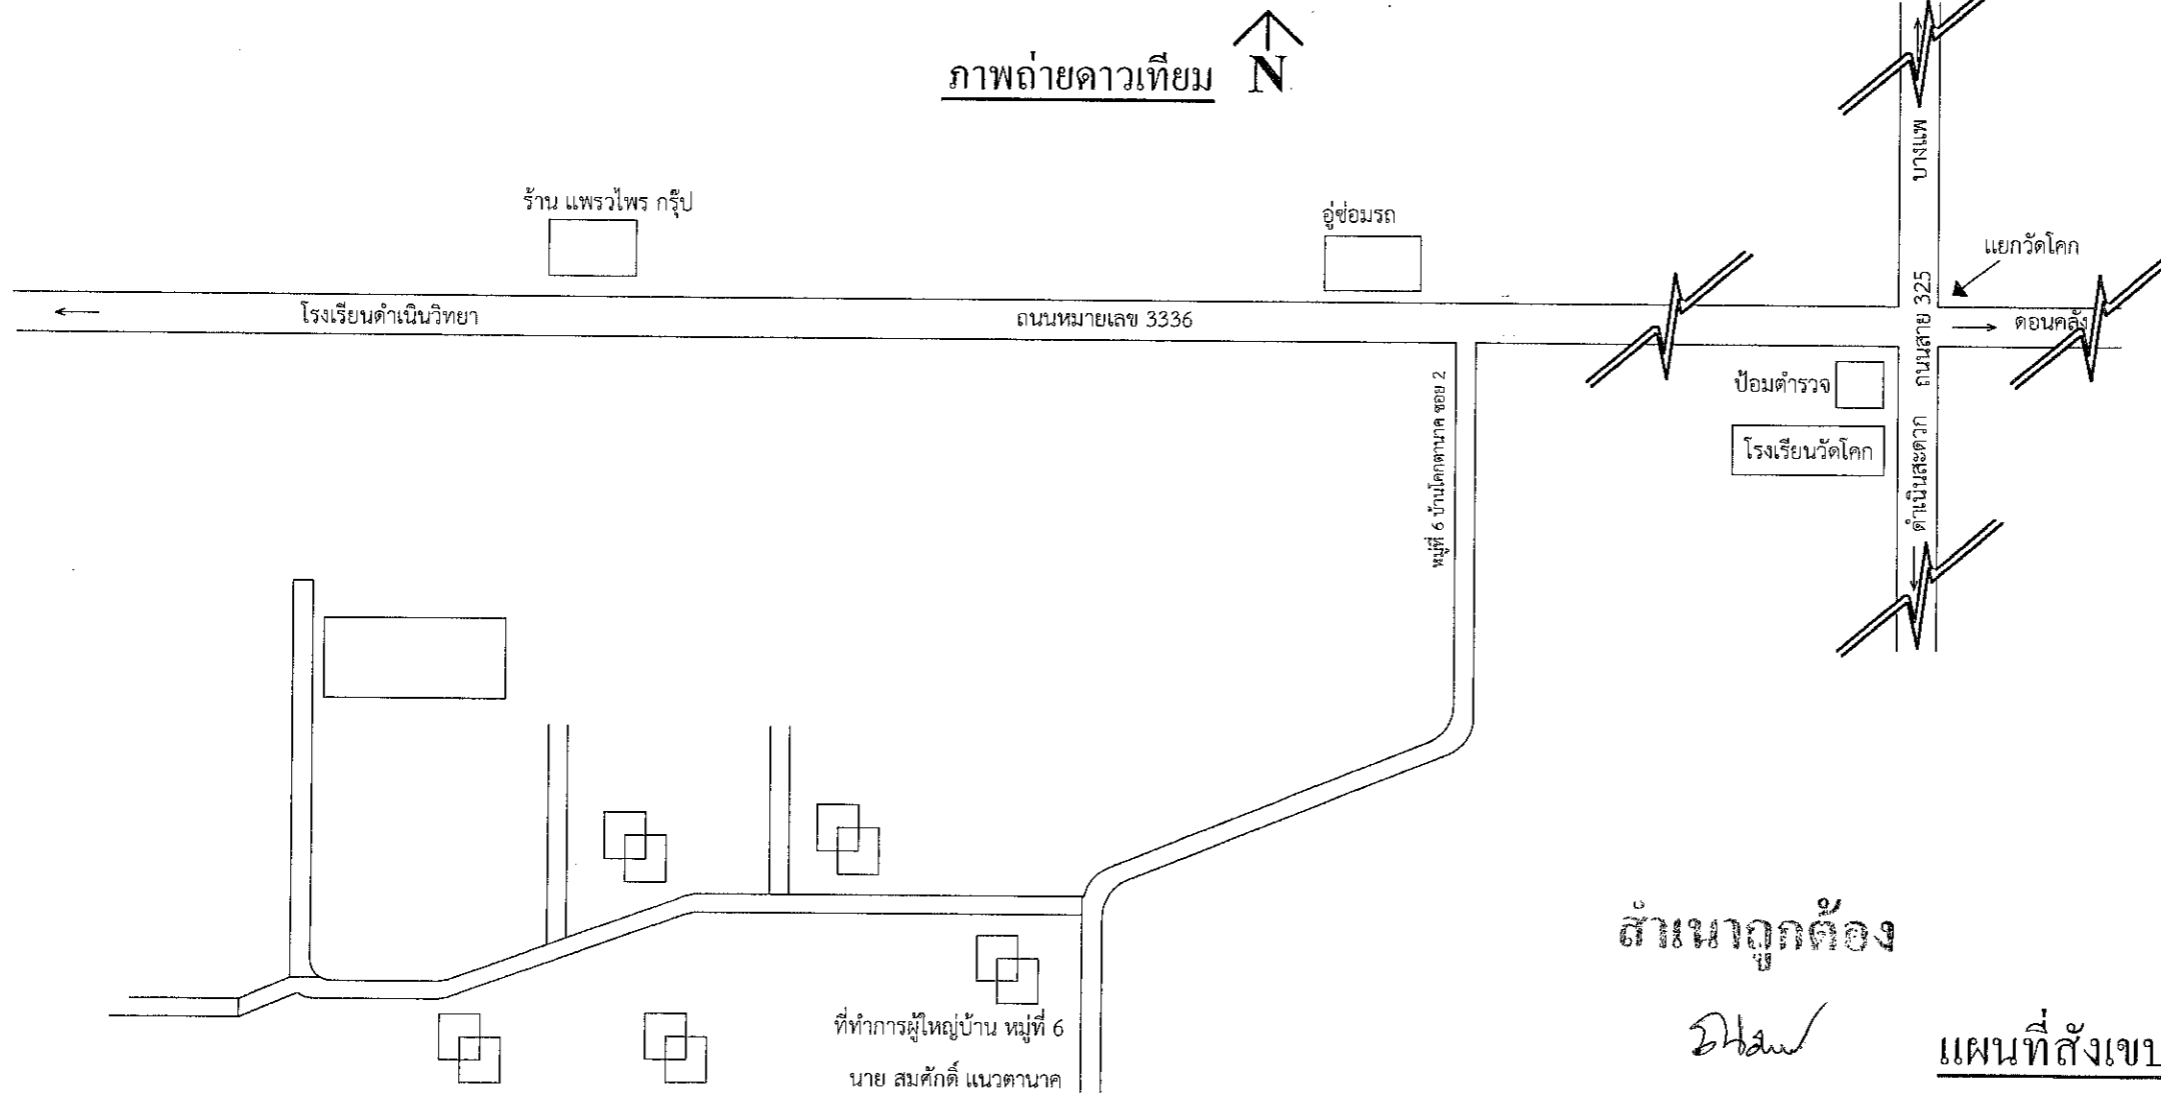 ภาพถ่ายดาวเทียม
N
บางแพ
ร้าน แพรวไพร กรุ๊ป
อู่ซ่อมรถ
แยกวัดโคก
โรงเรียนดำเนินวิทยา
ถนนหมายเลข 3336
ถนนสาย 325
ดอนคลัง
ป้อมตำรวจ
โรงเรียนวัดโคก
ดำเนินสะดวก
หมู่ที่ 6 บ้านโคกตานาค ซอย 2
สำเนาถูกต้อง
ที่ทำการผู้ใหญ่บ้าน หมู่ที่ 6
นาย สมศักดิ์ แนวตานาค
แผนที่สังเขป